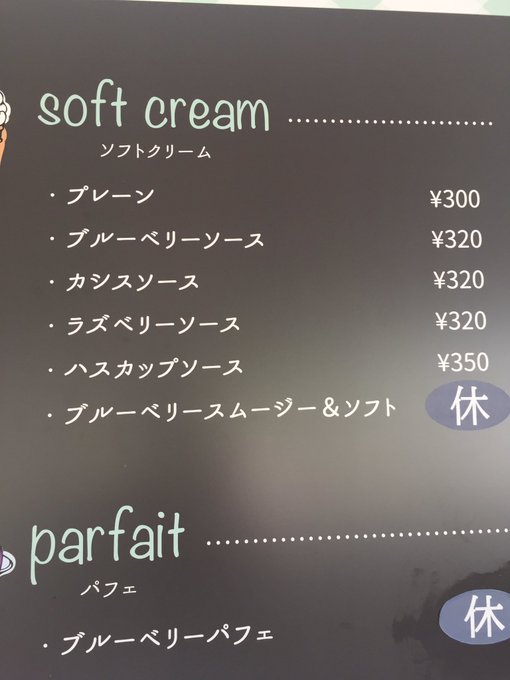 soft cream
ソフトクリーム
・プレーン ¥300
・ブルーベリーソース ¥320
・カシスソース ¥320
・ラズベリーソース ¥320
・ハスカップソース ¥350
・ブルーベリースムージー&ソフト 休
parfait
パフェ
・ブルーベリーパフェ 休